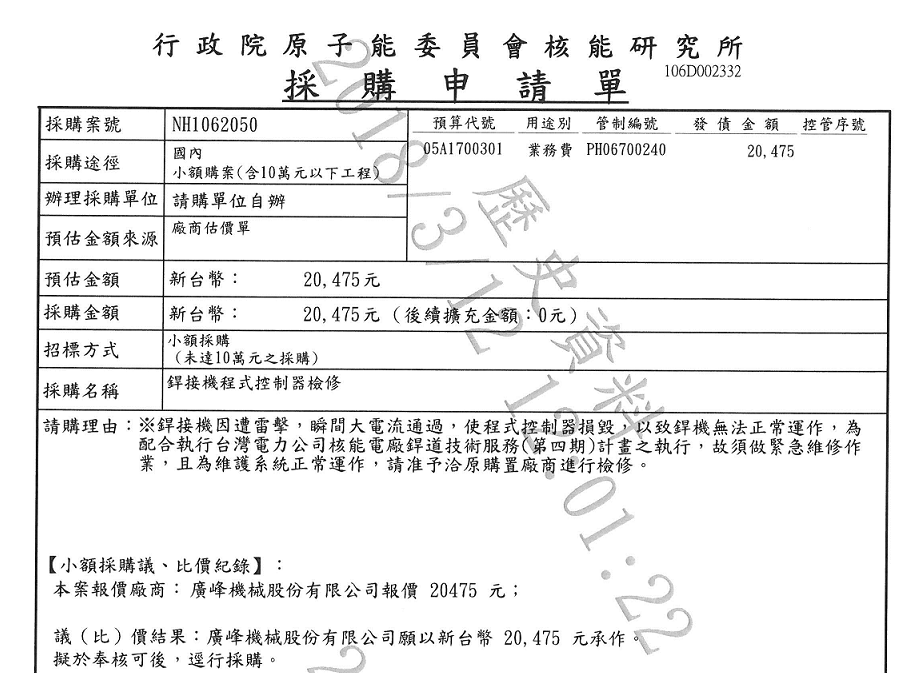 行政院原子能委員會核能研究所
106D002332
採購申請單
採購案號 NH1062050
預算代號 用途別 管制編號 發債金額 控管序號
05A1700301 業務費 PH06700240 20,475
採購途徑 國內
小額購案(含10萬元以下工程)
辦理採購單位 請購單位自辦
預估金額來源 廠商估價單
預估金額 新台幣: 20,475元
採購金額 新台幣: 20,475元 (後續擴充金額:0元)
招標方式 小額採購
(未達10萬元之採購)
採購名稱 銲接機程式控制器檢修
請購理由:※銲接機因遭雷擊,瞬間大電流通過,使程式控制器損毀,以致銲機無法正常運作,為
配合執行台灣電力公司核能電廠銲道技術服務(第四期)計畫之執行,故須做緊急維修作
業,且為維護系統正常運作,請准予洽原購置廠商進行檢修。
【小額採購議、比價紀錄】:
本案報價廠商:廣峰機械股份有限公司報價 20475 元;
議(比)價結果:廣峰機械股份有限公司願以新台幣 20,475 元承作。
擬於奉核可後,逕行採購。
歷史資料
2018/3/12 12:01:22